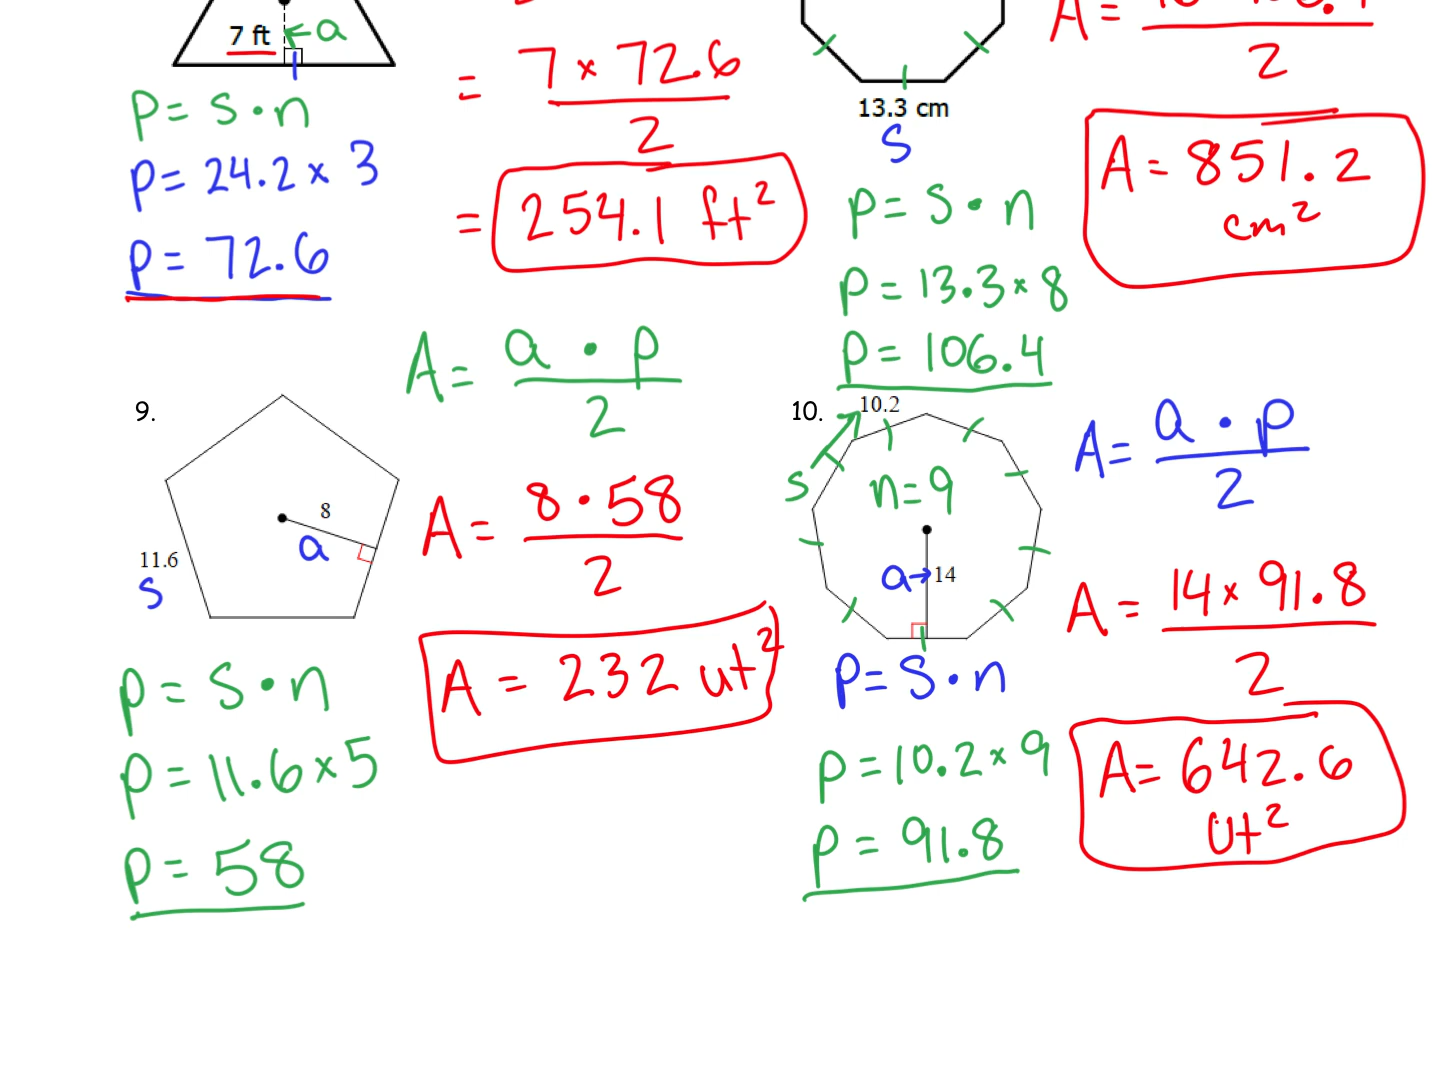 7 ft ← a
p = s · n
p = 24.2 × 3
p = 72.6
= 7 × 72.6
2
= 254.1 ft²
13.3 cm
s
p = s · n
p = 13.3 × 8
p = 106.4
A =
2
A = 851.2
cm²
9.
8
a
11.6
s
A = a · p
2
A = 8 · 58
2
A = 232 ut²
p = s · n
p = 11.6 × 5
p = 58
10.
10.2
s
n = 9
a → 14
p = s · n
p = 10.2 × 9
p = 91.8
A = a · p
2
A = 14 × 91.8
2
A = 642.6
ut²